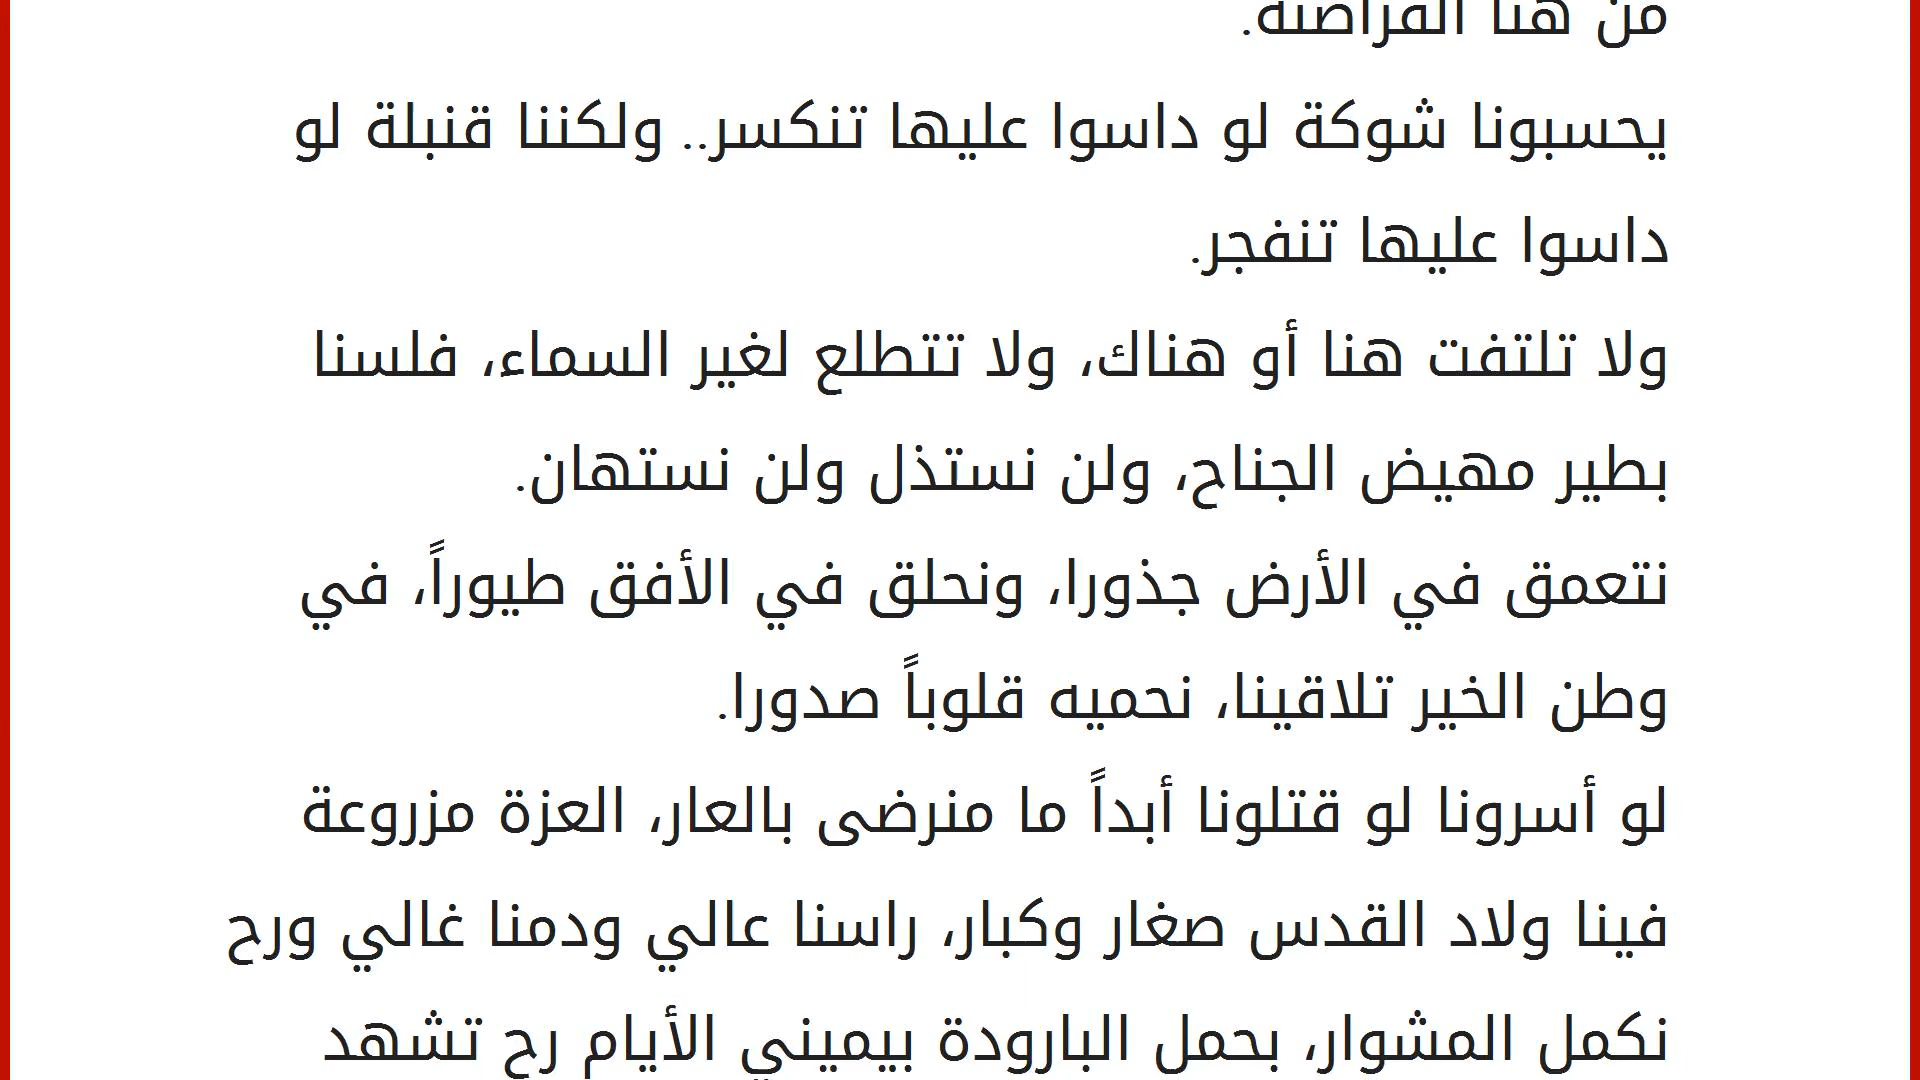 من هنا القراصنة.
يحسبونا شوكة لو داسوا عليها تنكسر.. ولكننا قنبلة لو
داسوا عليها تنفجر.
ولا تلتفت هنا أو هناك، ولا تتطلع لغير السماء، فلسنا
بطير مهيض الجناح، ولن نستذل ولن نستهان.
نتعمق في الأرض جذورا، ونحلق في الأفق طيوراً، في
وطن الخير تلاقينا، نحميه قلوباً صدورا.
لو أسرونا لو قتلونا أبداً ما منرضى بالعار، العزة مزروعة
فينا ولاد القدس صغار وكبار، راسنا عالي ودمنا غالي ورح
نكمل المشوار، بحمل البارودة بيميني الأيام رح تشهد